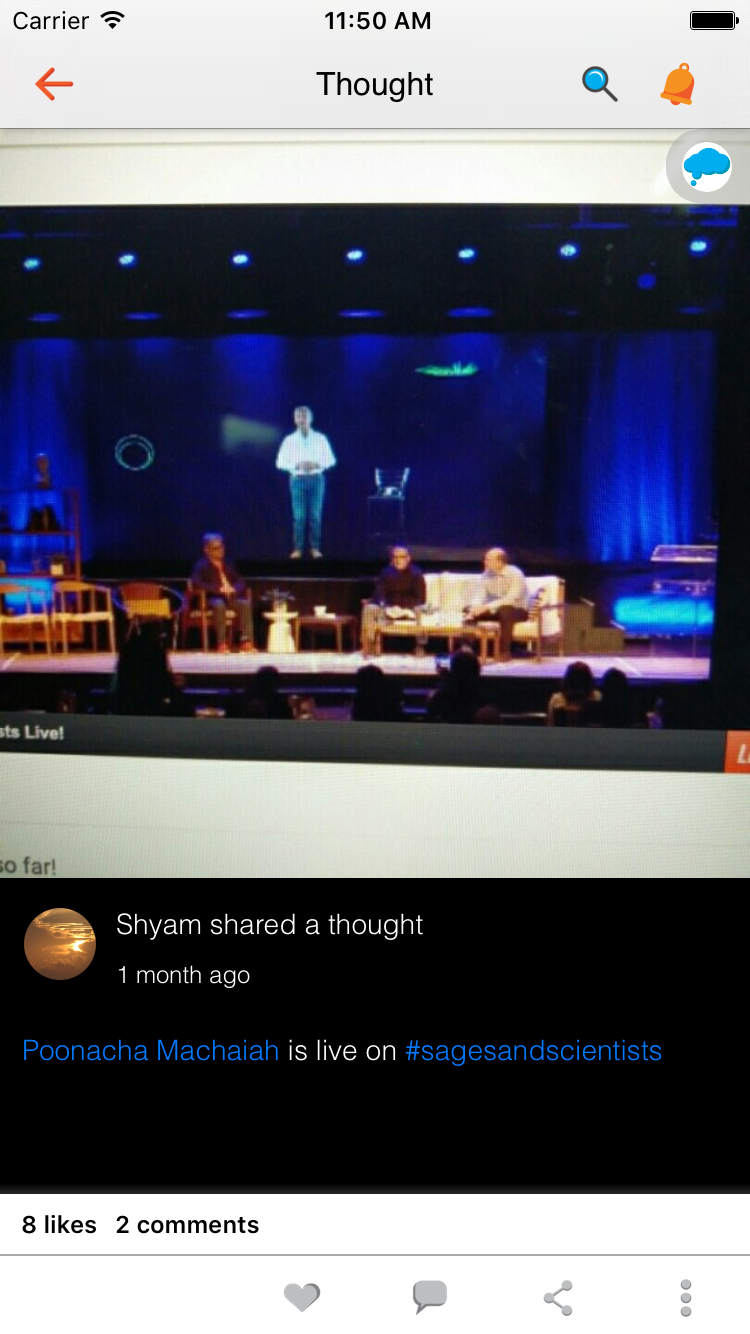 Carrier 11:50 AM
Thought
sts Live!
so far!
Shyam shared a thought
1 month ago
Poonacha Machaiah is live on #sagesandscientists
8 likes 2 comments